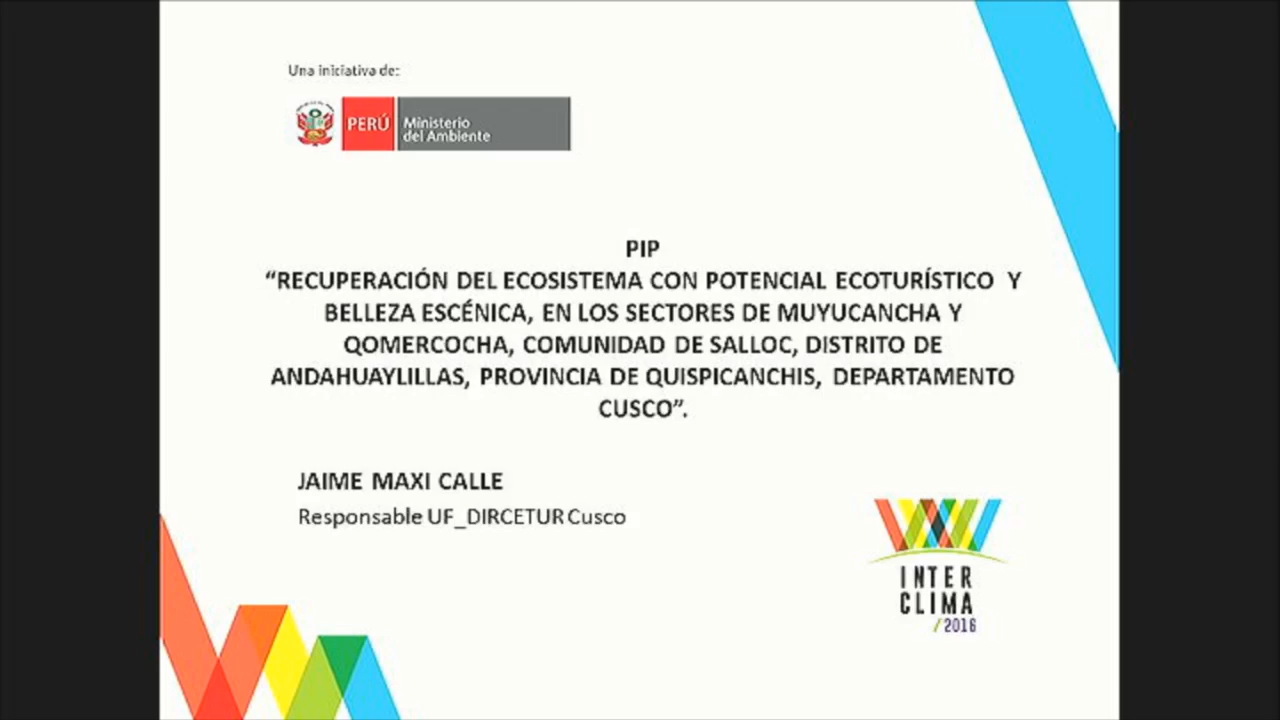 Una iniciativa de:
PERÚ
Ministerio
del Ambiente
PIP
“RECUPERACIÓN DEL ECOSISTEMA CON POTENCIAL ECOTURÍSTICO Y
BELLEZA ESCÉNICA, EN LOS SECTORES DE MUYUCANCHA Y
QOMERCOCHA, COMUNIDAD DE SALLOC, DISTRITO DE
ANDAHUAYLILLAS, PROVINCIA DE QUISPICANCHIS, DEPARTAMENTO
CUSCO”.
JAIME MAXI CALLE
Responsable UF_DIRCETUR Cusco
INTER
CLIMA
/2016